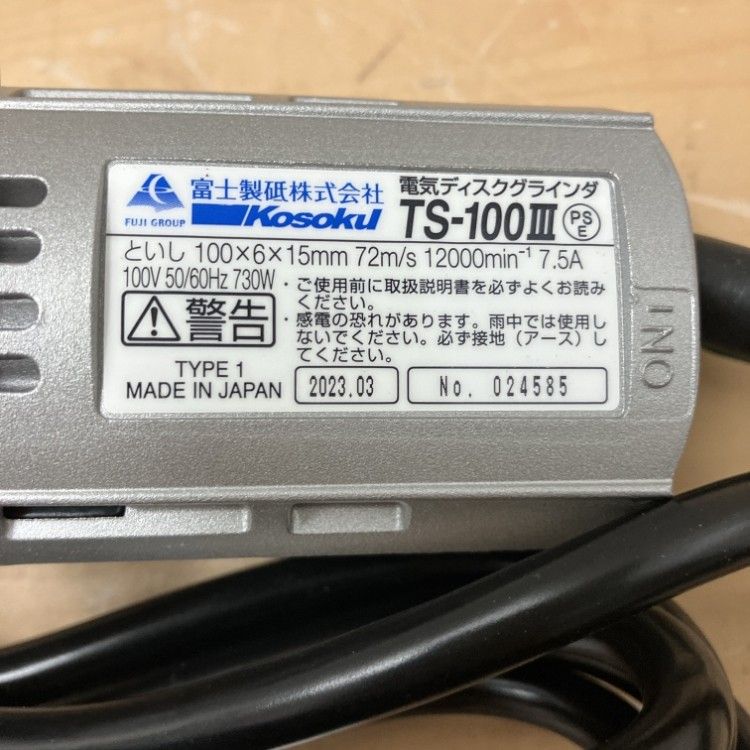 富士製砥株式会社
FUJI GROUP
Kosoku
電気ディスクグラインダ
TS-100Ⅲ
PS
E
といし 100×6×15mm 72m/s 12000min⁻¹ 7.5A
100V 50/60Hz 730W
警告
・ご使用前に取扱説明書を必ずよくお読み
ください。
・感電の恐れがあります。雨中では使用し
ないでください。必ず接地（アース）し
てください。
TYPE 1
MADE IN JAPAN
2023.03
No. 024585
ON